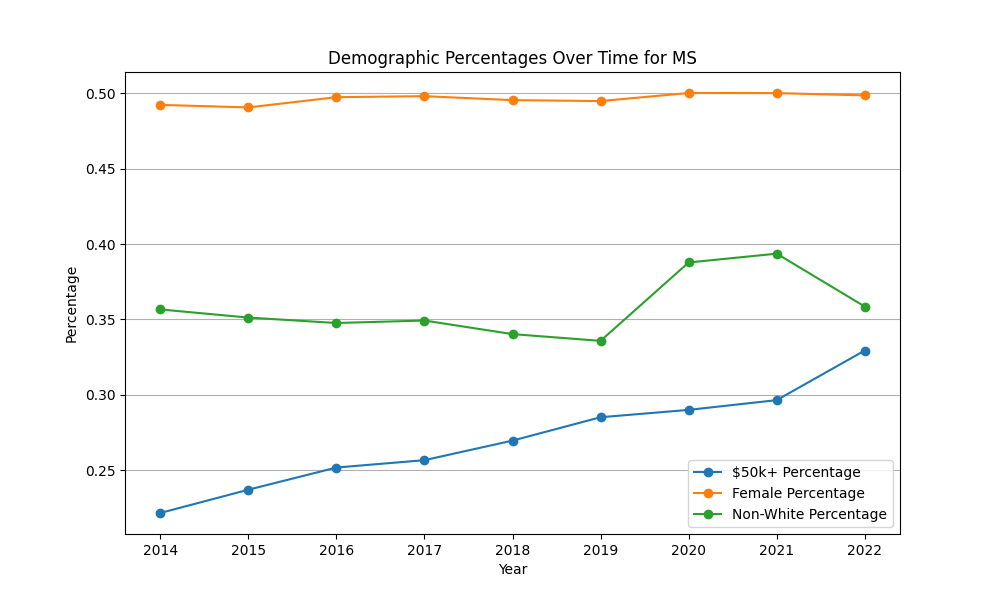 Demographic Percentages Over Time for MS
Percentage
0.50
0.45
0.40
0.35
0.30
0.25
2014 2015 2016 2017 2018 2019 2020 2021 2022
Year
$50k+ Percentage
Female Percentage
Non-White Percentage